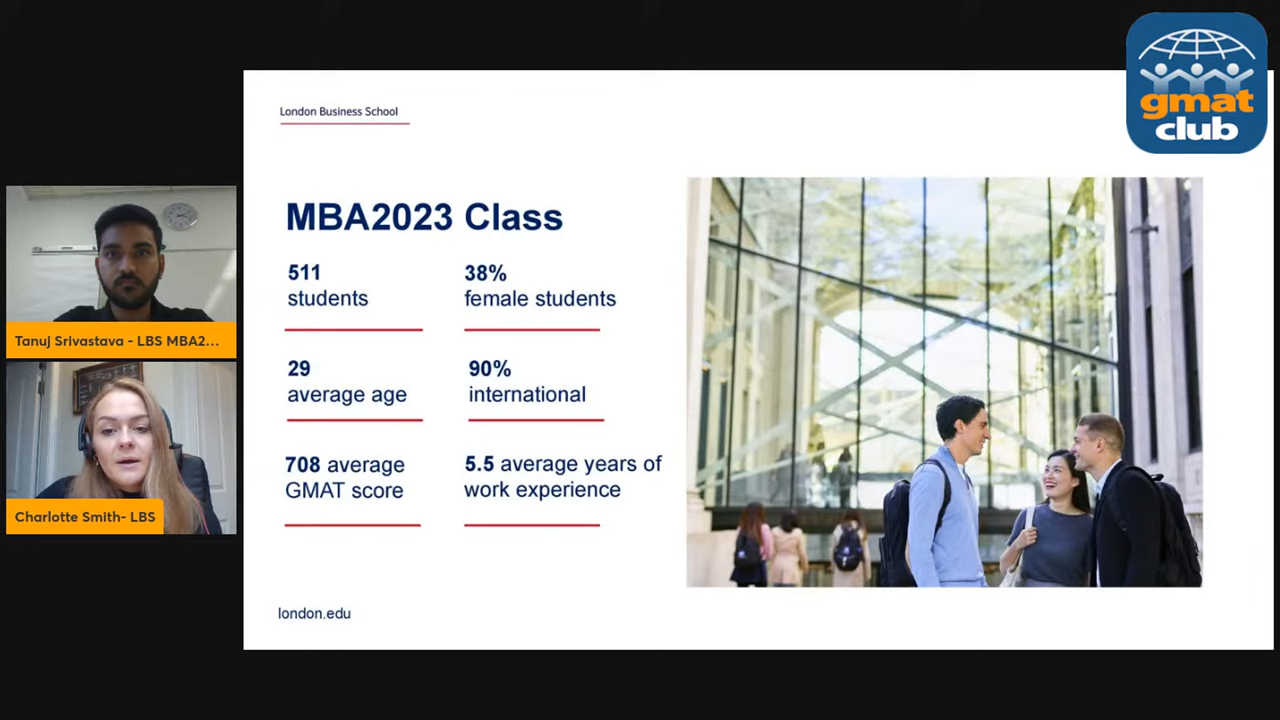 gmat
club
London Business School
MBA2023 Class
511
students
38%
female students
29
average age
90%
international
708 average
GMAT score
5.5 average years of
work experience
london.edu
Tanuj Srivastava - LBS MBA2...
Charlotte Smith- LBS